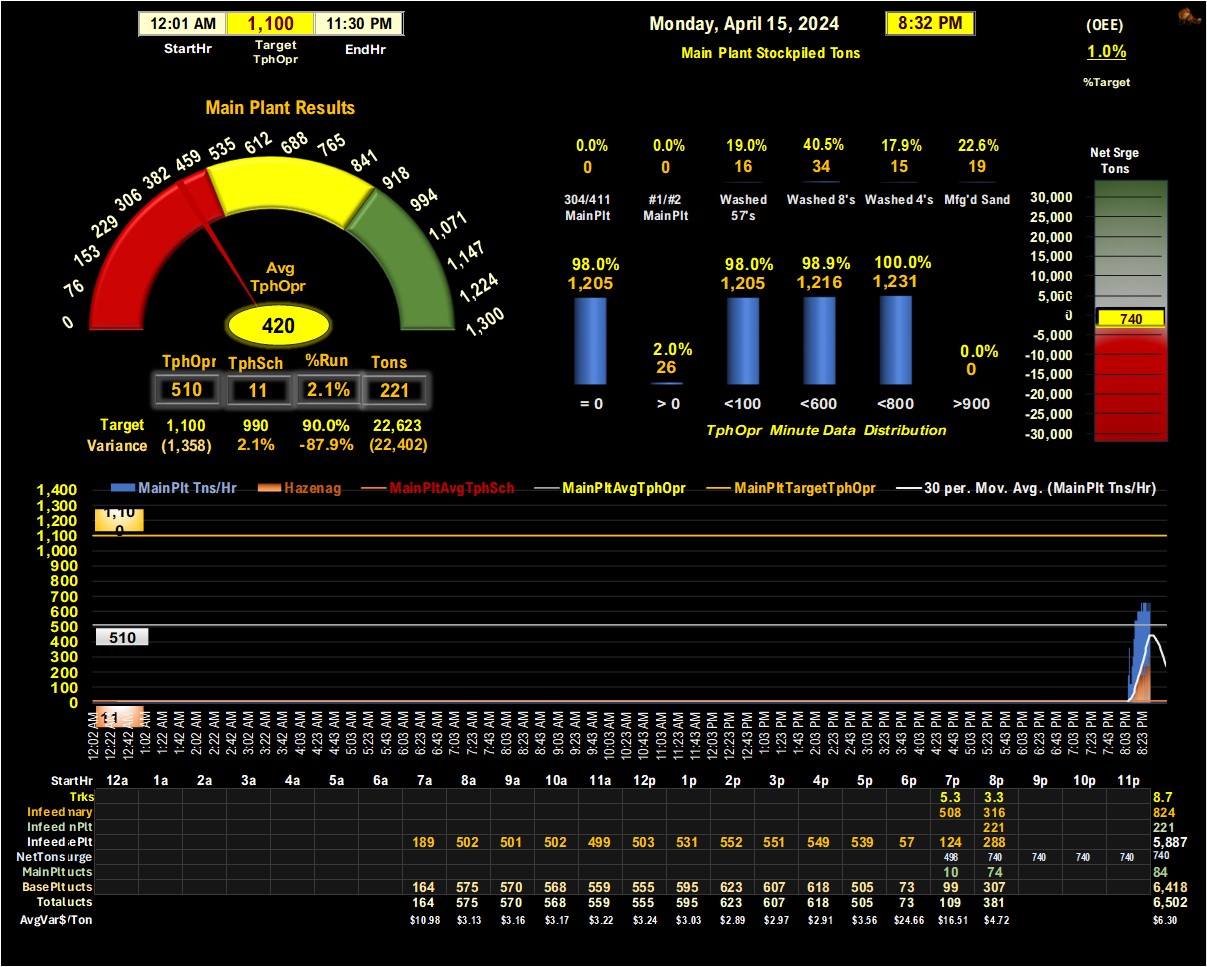 12:01 AM 1,100 11:30 PM
StartHr Target TphOpr EndHr
Monday, April 15, 2024 8:32 PM
Main Plant Stockpiled Tons
(OEE)
1.0%
%Target
Main Plant Results
0 76 153 229 306 382 459 535 612 688 765 841 918 994 1,071 1,147 1,224 1,300
Avg
TphOpr
420
TphOpr TphSch %Run Tons
510 11 2.1% 221
Target 1,100 990 90.0% 22,623
Variance (1,358) 2.1% -87.9% (22,402)
0.0% 0.0% 19.0% 40.5% 17.9% 22.6%
0 0 16 34 15 19
304/411 #1/#2 Washed Washed 8's Washed 4's Mfg'd Sand
MainPlt MainPlt 57's
98.0% 98.0% 98.9% 100.0%
1,205 1,205 1,216 1,231
2.0% 0.0%
26 0
= 0 > 0 <100 <600 <800 >900
TphOpr Minute Data Distribution
Net Srge
Tons
30,000
25,000
20,000
15,000
10,000
5,000
0
740
-5,000
-10,000
-15,000
-20,000
-25,000
-30,000
MainPlt Tns/Hr Hazenag MainPltAvgTphSch MainPltAvgTphOpr MainPltTargetTphOpr 30 per. Mov. Avg. (MainPlt Tns/Hr)
1,400
1,300
1,200
1,100
1,000
900
800
700
600
500
400
300
200
100
0
1,10
0
510
11
12:02 AM 12:22 AM 12:42 AM 1:02 AM 1:22 AM 1:42 AM 2:02 AM 2:22 AM 2:42 AM 3:02 AM 3:22 AM 3:42 AM 4:03 AM 4:23 AM 4:43 AM 5:03 AM 5:23 AM 5:43 AM 6:03 AM 6:23 AM 6:43 AM 7:03 AM 7:23 AM 7:43 AM 8:03 AM 8:23 AM 8:43 AM 9:03 AM 9:23 AM 9:43 AM 10:03 AM 10:23 AM 10:43 AM 11:03 AM 11:23 AM 11:43 AM 12:03 PM 12:23 PM 12:43 PM 1:03 PM 1:23 PM 1:43 PM 2:03 PM 2:23 PM 2:43 PM 3:03 PM 3:23 PM 3:43 PM 4:03 PM 4:23 PM 4:43 PM 5:03 PM 5:23 PM 5:43 PM 6:03 PM 6:23 PM 6:43 PM 7:03 PM 7:23 PM 7:43 PM 8:03 PM 8:23 PM
StartHr 12a 1a 2a 3a 4a 5a 6a 7a 8a 9a 10a 11a 12p 1p 2p 3p 4p 5p 6p 7p 8p 9p 10p 11p
Trks 5.3 3.3 8.7
Infeed mary 508 316 824
Infeed nPlt 221 221
Infeed ePlt 189 502 501 502 499 503 531 552 551 549 539 57 124 288 5,887
NetTons urge 498 740 740 740 740 740
MainPlt ucts 10 74 84
BasePlt ucts 164 575 570 568 559 555 595 623 607 618 505 73 99 307 6,418
Total ucts 164 575 570 568 559 555 595 623 607 618 505 73 109 381 6,502
AvgVar$/Ton $10.98 $3.13 $3.16 $3.17 $3.22 $3.24 $3.03 $2.89 $2.97 $2.91 $3.56 $24.66 $16.51 $4.72 $6.30